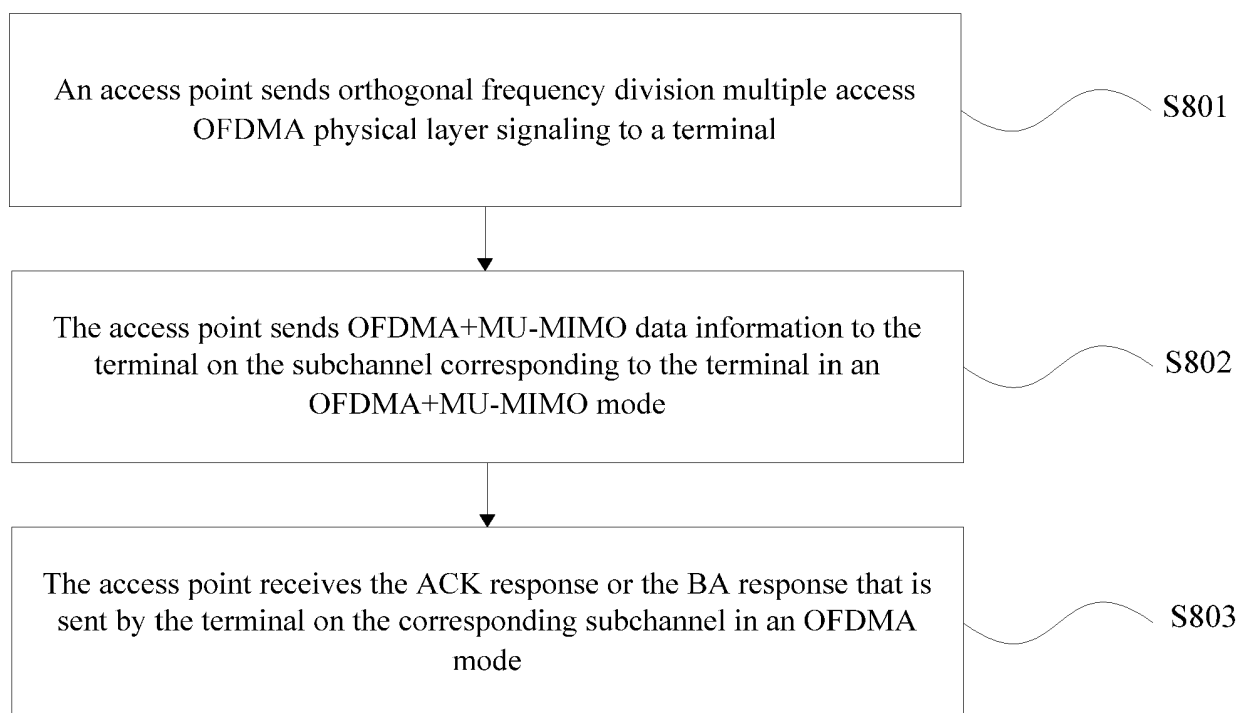 An access point sends orthogonal frequency division multiple access
OFDMA physical layer signaling to a terminal
S801
The access point sends OFDMA+MU-MIMO data information to the
terminal on the subchannel corresponding to the terminal in an
OFDMA+MU-MIMO mode
S802
The access point receives the ACK response or the BA response that is
sent by the terminal on the corresponding subchannel in an OFDMA
mode
S803